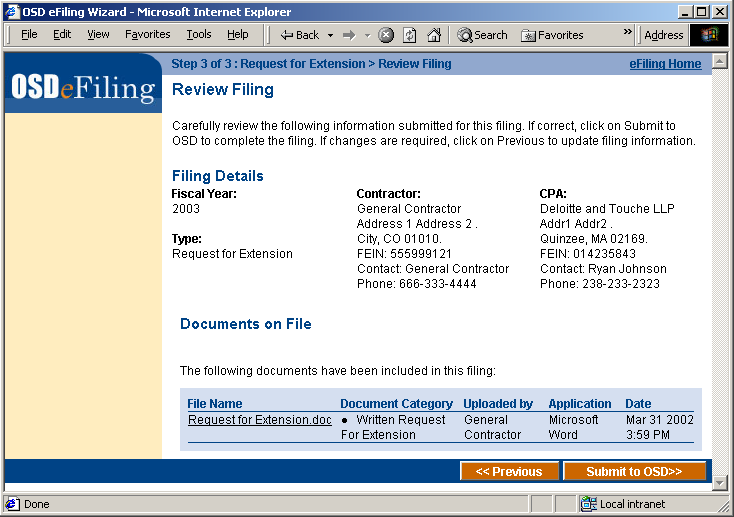 OSD eFiling Wizard - Microsoft Internet Explorer
File Edit View Favorites Tools Help Back Search Favorites » Address
OSDeFiling
Step 3 of 3 : Request for Extension > Review Filing eFiling Home
Review Filing
Carefully review the following information submitted for this filing. If correct, click on Submit to
OSD to complete the filing. If changes are required, click on Previous to update filing information.
Filing Details
Fiscal Year: Contractor: CPA:
2003 General Contractor Deloitte and Touche LLP
Address 1 Address 2 . Addr1 Addr2 .
Type: City, CO 01010. Quinzee, MA 02169.
Request for Extension FEIN: 555999121 FEIN: 014235843
Contact: General Contractor Contact: Ryan Johnson
Phone: 666-333-4444 Phone: 238-233-2323
Documents on File
The following documents have been included in this filing:
File Name Document Category Uploaded by Application Date
Request for Extension.doc • Written Request General Microsoft Mar 31 2002
For Extension Contractor Word 3:59 PM
<< Previous Submit to OSD>>
Done Local intranet